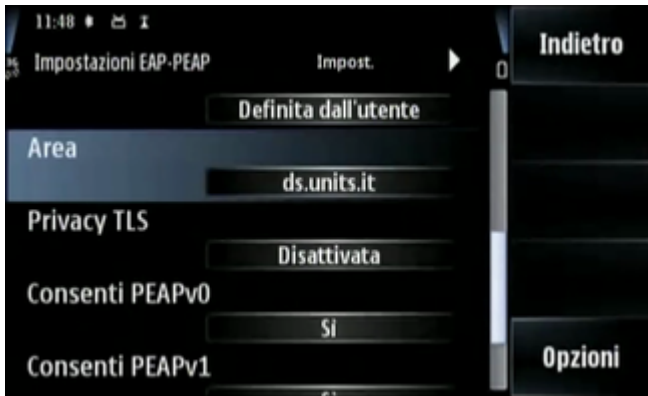 11:48
Impostazioni EAP-PEAP
Impost.
Indietro
Definita dall'utente
Area
ds.units.it
Privacy TLS
Disattivata
Consenti PEAPv0
Si
Consenti PEAPv1
Opzioni